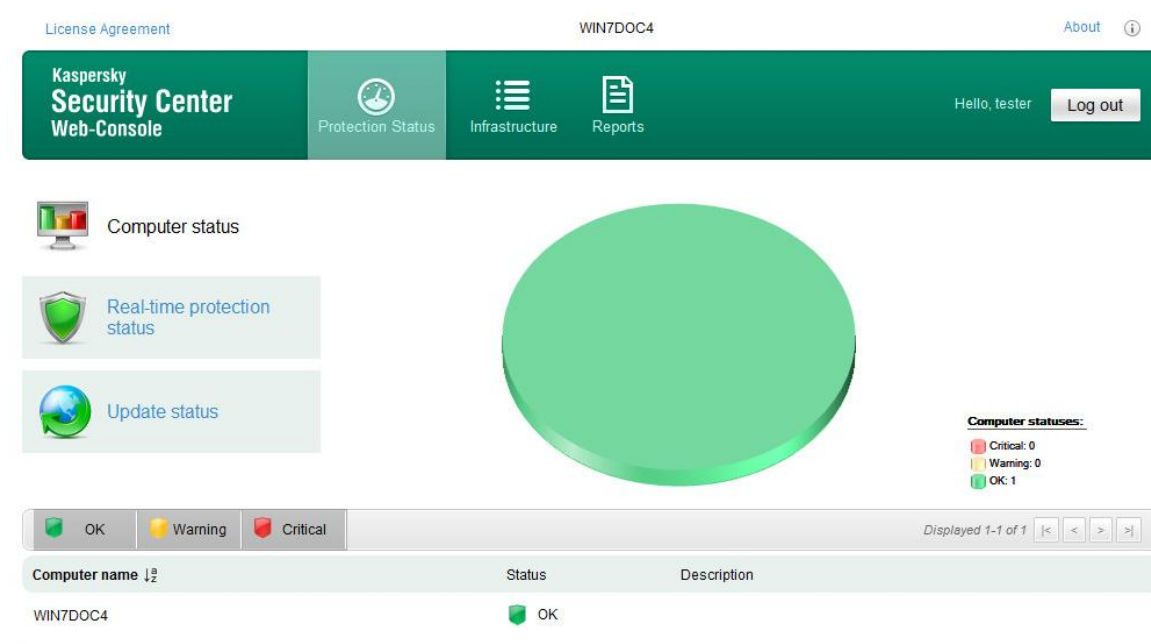 License Agreement
WIN7DOC4
About
Kaspersky
Security Center
Web-Console
Protection Status
Infrastructure
Reports
Hello, tester
Log out
Computer status
Real-time protection
status
Update status
Computer statuses:
Critical: 0
Warning: 0
OK: 1
OK
Warning
Critical
Displayed 1-1 of 1 |< < > >|
Computer name
Status
Description
WIN7DOC4
OK